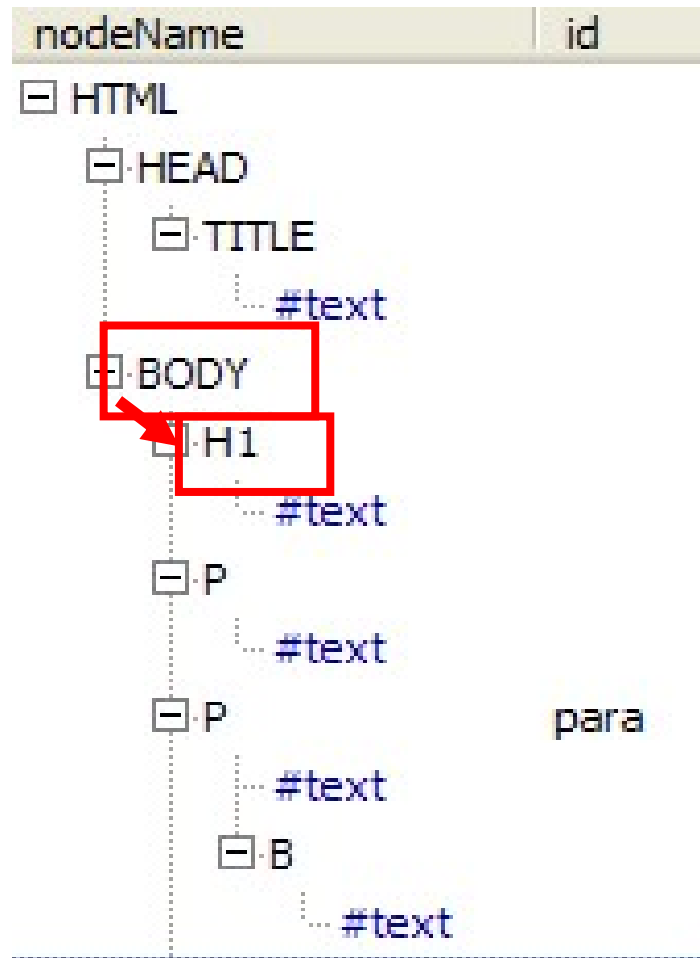 nodeName id
HTML
HEAD
TITLE
#text
BODY
H1
#text
P
#text
P para
#text
B
#text